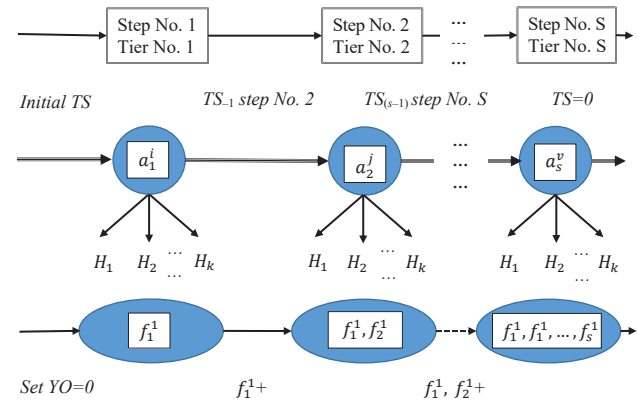 Step No. 1 Step No. 2 ... Step No. S
Tier No. 1 Tier No. 2 ... Tier No. S
...
Initial TS TS₋₁ step No. 2 TS₍ₛ₋₁₎ step No. S TS=0
...
a₁ⁱ a₂ʲ ... aₛᵛ
...
H₁ H₂ ... ... Hₖ H₁ H₂ ... ... Hₖ H₁ H₂ ... ... Hₖ
f₁¹ f₁¹, f₂¹ f₁¹, f₁¹, ..., fₛ¹
Set YO=0 f₁¹+ f₁¹, f₂¹+